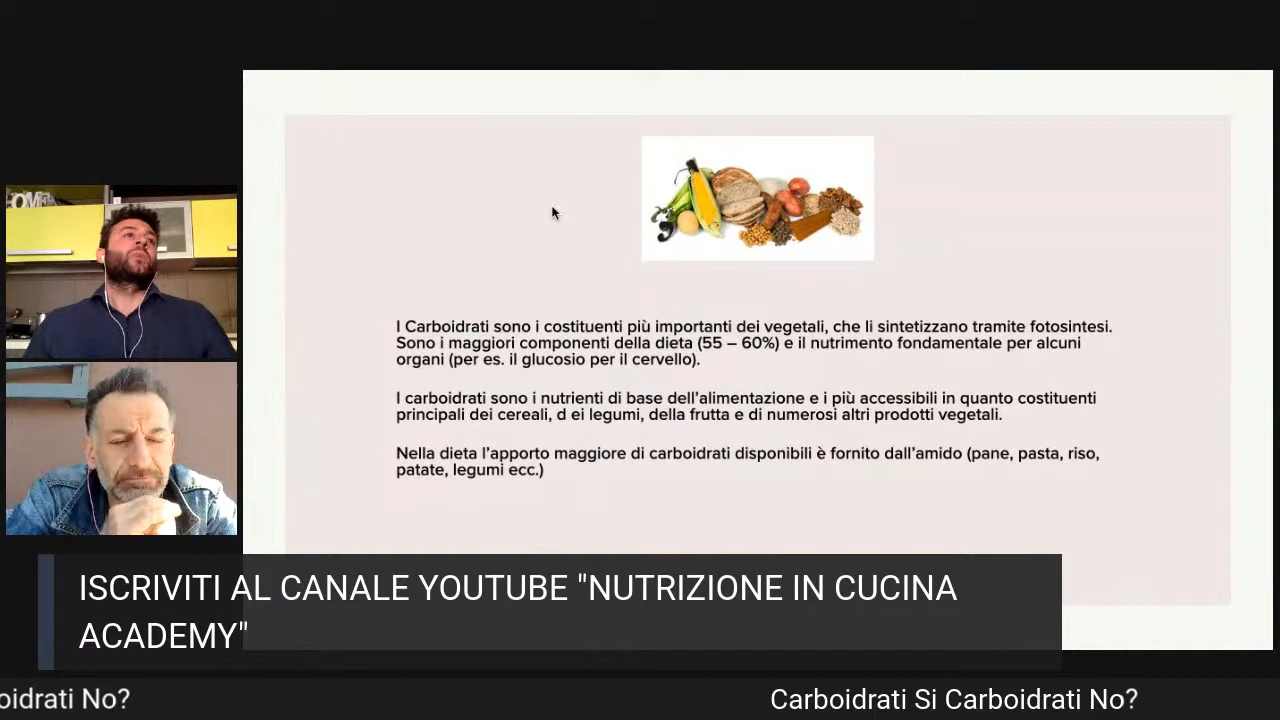 HOME
I Carboidrati sono i costituenti più importanti dei vegetali, che li sintetizzano tramite fotosintesi.
Sono i maggiori componenti della dieta (55 – 60%) e il nutrimento fondamentale per alcuni
organi (per es. il glucosio per il cervello).
I carboidrati sono i nutrienti di base dell'alimentazione e i più accessibili in quanto costituenti
principali dei cereali, d ei legumi, della frutta e di numerosi altri prodotti vegetali.
Nella dieta l'apporto maggiore di carboidrati disponibili è fornito dall'amido (pane, pasta, riso,
patate, legumi ecc.)
ISCRIVITI AL CANALE YOUTUBE "NUTRIZIONE IN CUCINA
ACADEMY"
oidrati No? Carboidrati Si Carboidrati No?